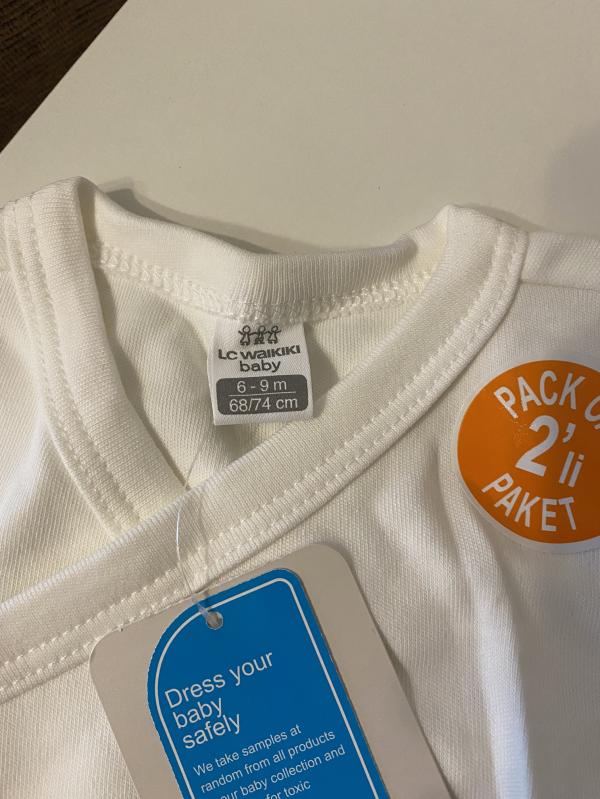 LC WAIKIKI
baby
6 - 9 m
68/74 cm
PACK
2'li
PAKET
Dress your
baby
safely
We take samples at
random from all products
our baby collection and
for toxic